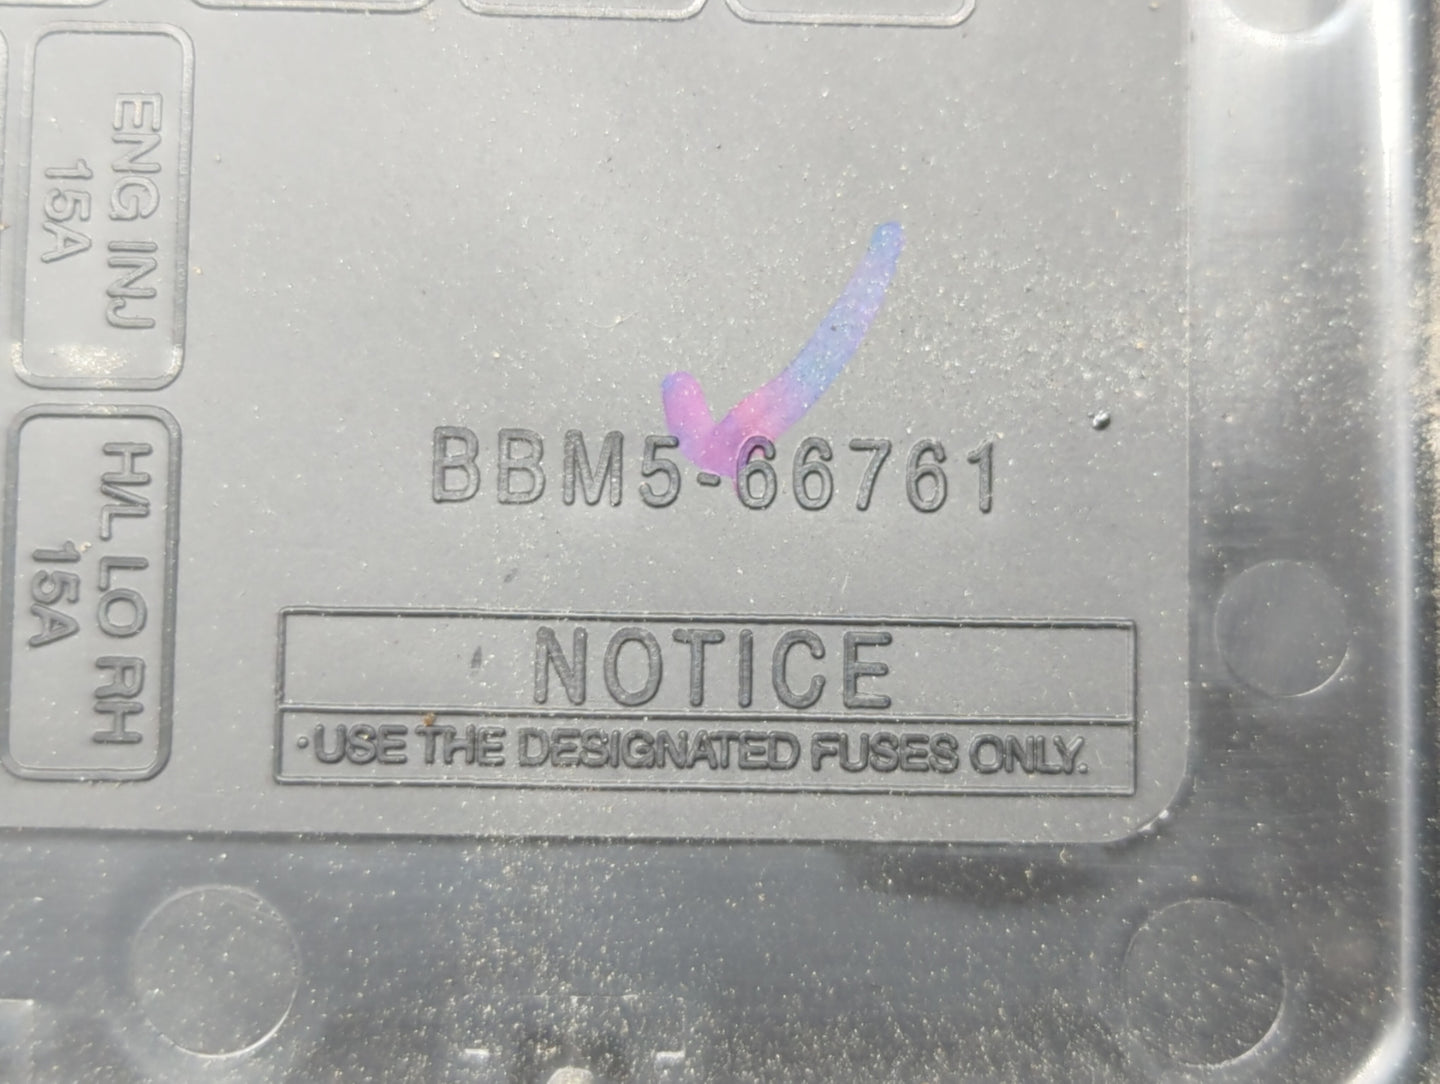 ENG INJ
15A
H/L LO RH
15A
BBM5-66761
NOTICE
·USE THE DESIGNATED FUSES ONLY.